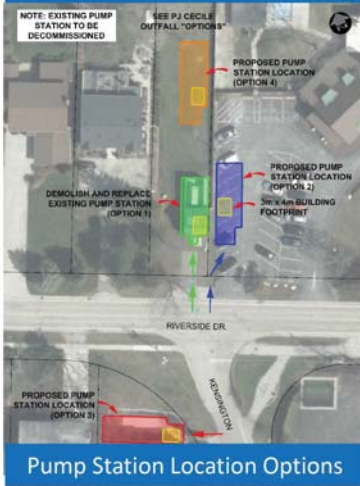 NOTE: EXISTING PUMP
STATION TO BE
DECOMMISSIONED
SEE PJ CECILE
OUTFALL "OPTIONS"
PROPOSED PUMP
STATION LOCATION
(OPTION 4)
DEMOLISH AND REPLACE
EXISTING PUMP STATION
(OPTION 1)
PROPOSED PUMP
STATION LOCATION
(OPTION 2)
3m x 4m BUILDING
FOOTPRINT
RIVERSIDE DR.
KENSINGTON
PROPOSED PUMP
STATION LOCATION
(OPTION 3)
Pump Station Location Options